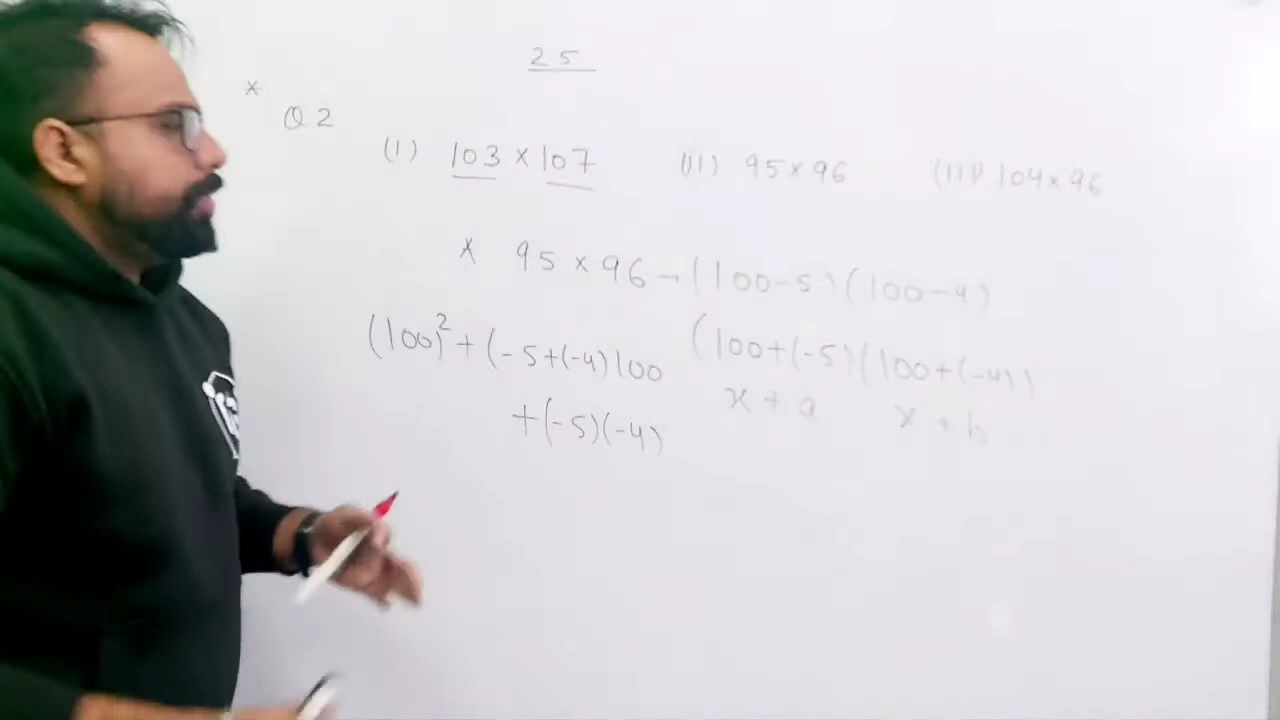 25
* Q2
(I) 103 × 107 (II) 95 × 96 (III) 104 × 96
* 95 × 96 → (100-5) (100-4)
(100)² + (-5+(-4)100 (100+(-5) (100+(-4))
+(-5)(-4) x + a x + b